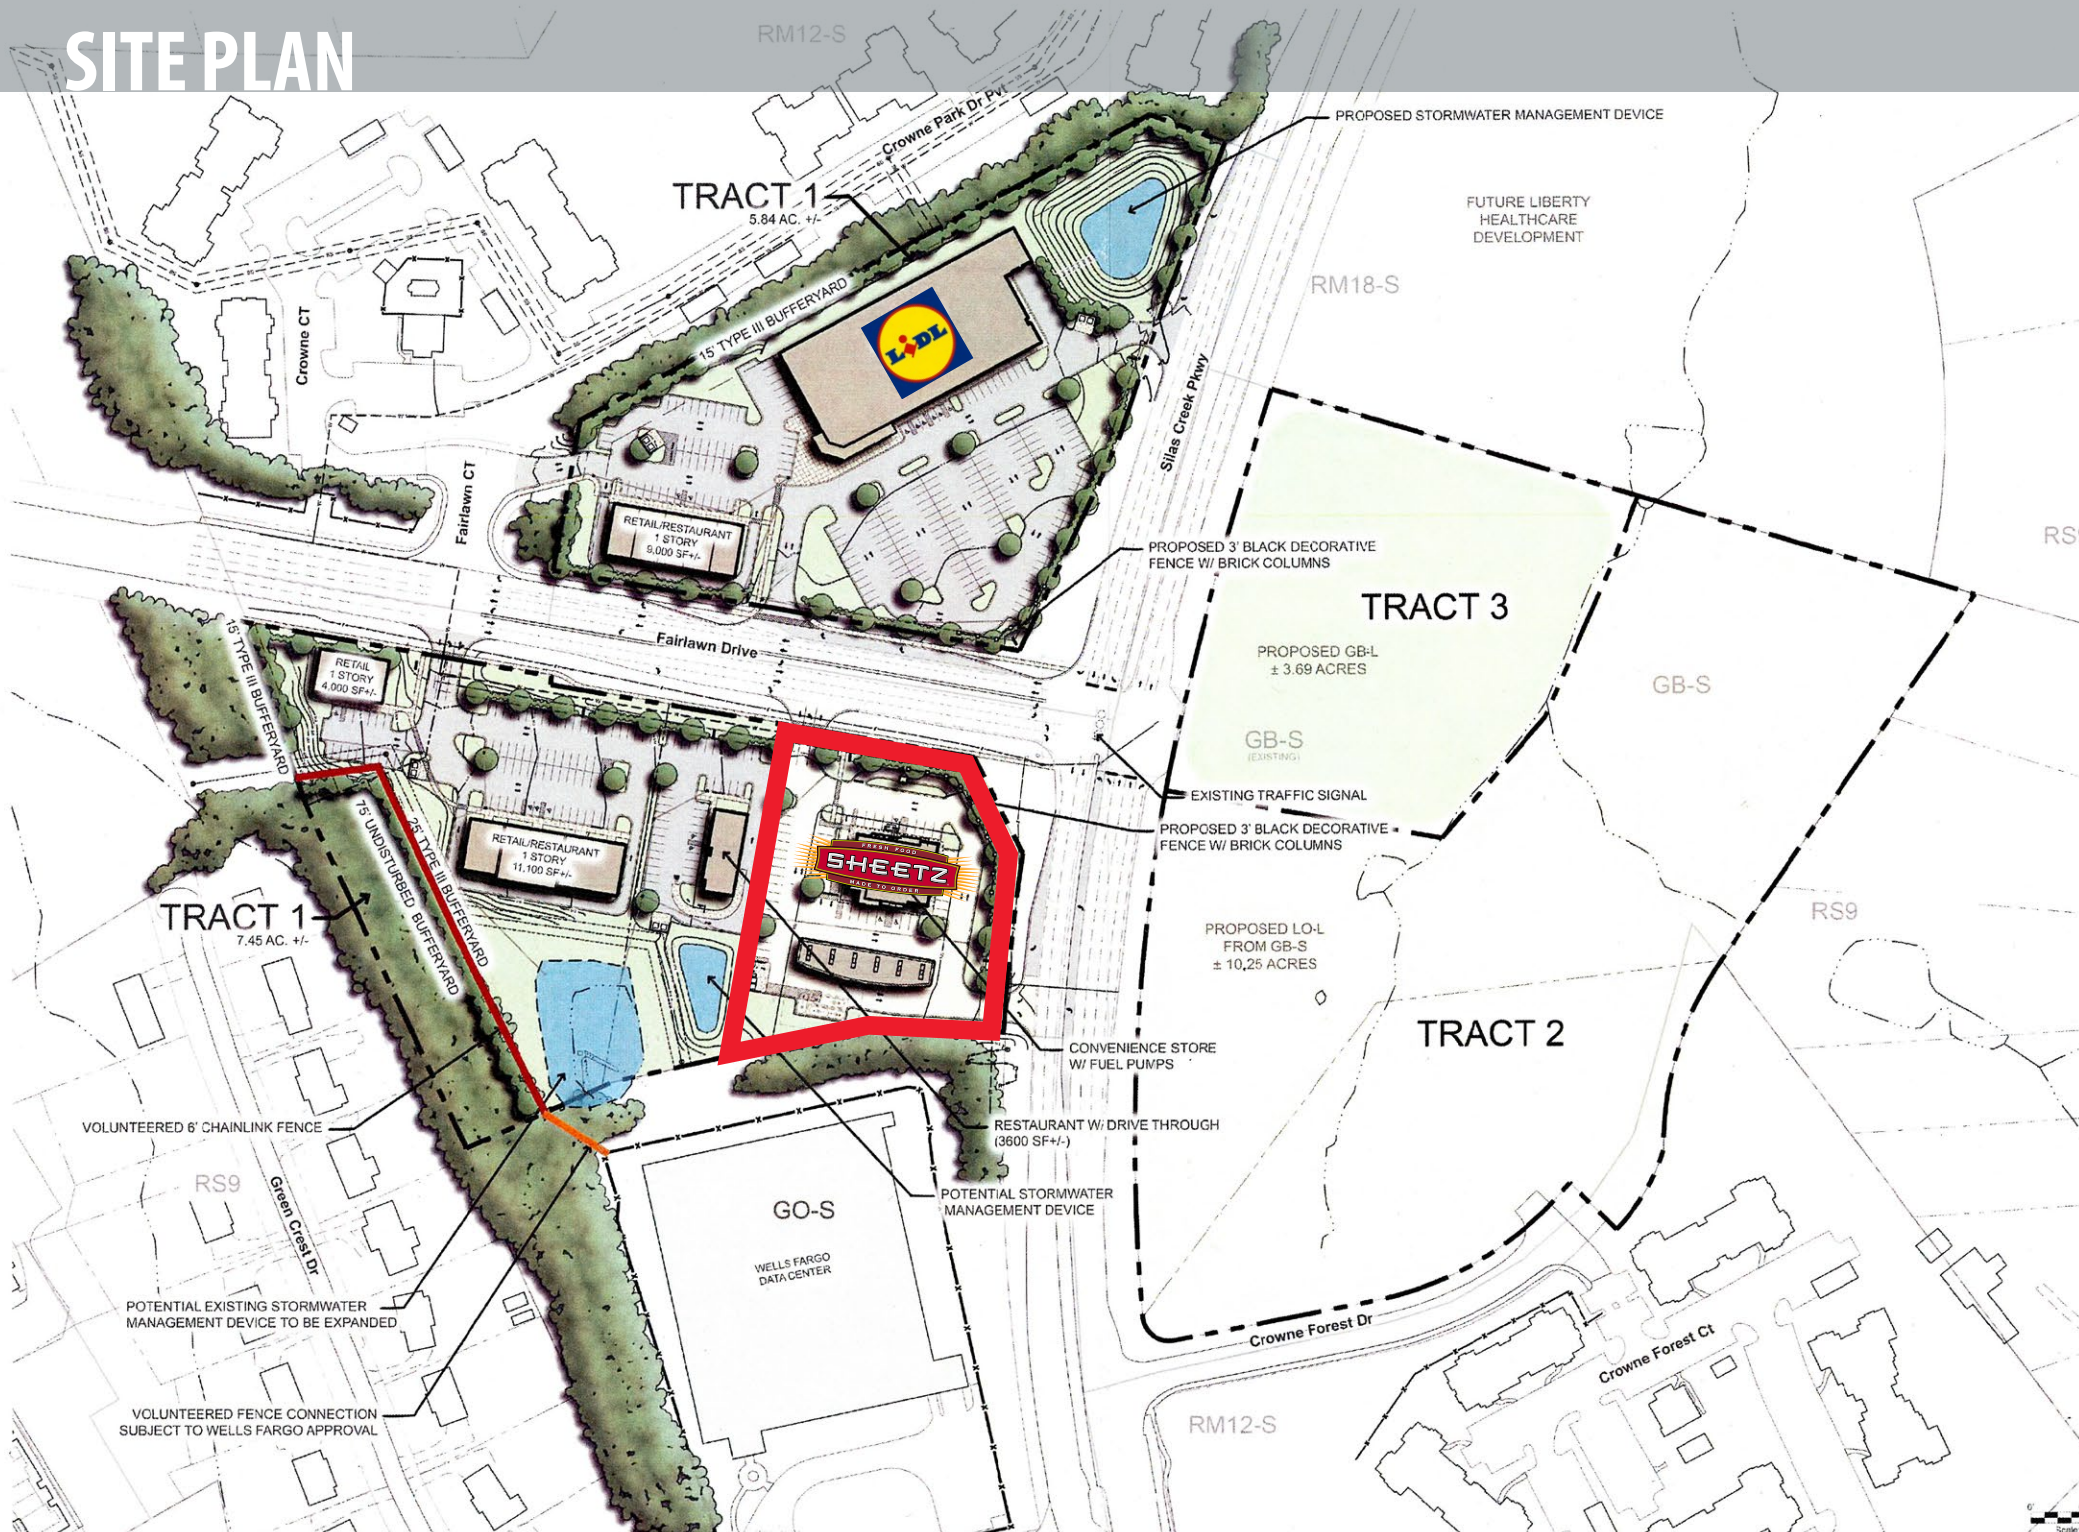 SITE PLAN
RM12-S
PROPOSED STORMWATER MANAGEMENT DEVICE
Crowne Park Dr Pvt
TRACT 1
5.84 AC. +/-
FUTURE LIBERTY
HEALTHCARE
DEVELOPMENT
RM18-S
15' TYPE III BUFFERYARD
LIDL
Crowne CT
Silas Creek Pkwy
Fairlawn CT
RETAIL/RESTAURANT
1 STORY
9,000 SF+/-
PROPOSED 3' BLACK DECORATIVE
FENCE W/ BRICK COLUMNS
TRACT 3
PROPOSED GB-L
± 3.69 ACRES
GB-S
(EXISTING)
GB-S
Fairlawn Drive
15' TYPE III BUFFERYARD
RETAIL
1 STORY
4,000 SF+/-
EXISTING TRAFFIC SIGNAL
PROPOSED 3' BLACK DECORATIVE
FENCE W/ BRICK COLUMNS
75' UNDISTURBED BUFFERYARD
25' TYPE III BUFFERYARD
RETAIL/RESTAURANT
1 STORY
11,100 SF+/-
FRESH FOOD
SHEETZ
MADE TO ORDER
TRACT 1
7.45 AC. +/-
PROPOSED LO-L
FROM GB-S
± 10.25 ACRES
RS9
TRACT 2
CONVENIENCE STORE
W/ FUEL PUMPS
VOLUNTEERED 6' CHAINLINK FENCE
RESTAURANT W/ DRIVE THROUGH
(3600 SF+/-)
RS9
Green Crest Dr
GO-S
POTENTIAL STORMWATER
MANAGEMENT DEVICE
WELLS FARGO
DATA CENTER
POTENTIAL EXISTING STORMWATER
MANAGEMENT DEVICE TO BE EXPANDED
Crowne Forest Dr
Crowne Forest Ct
VOLUNTEERED FENCE CONNECTION
SUBJECT TO WELLS FARGO APPROVAL
RM12-S